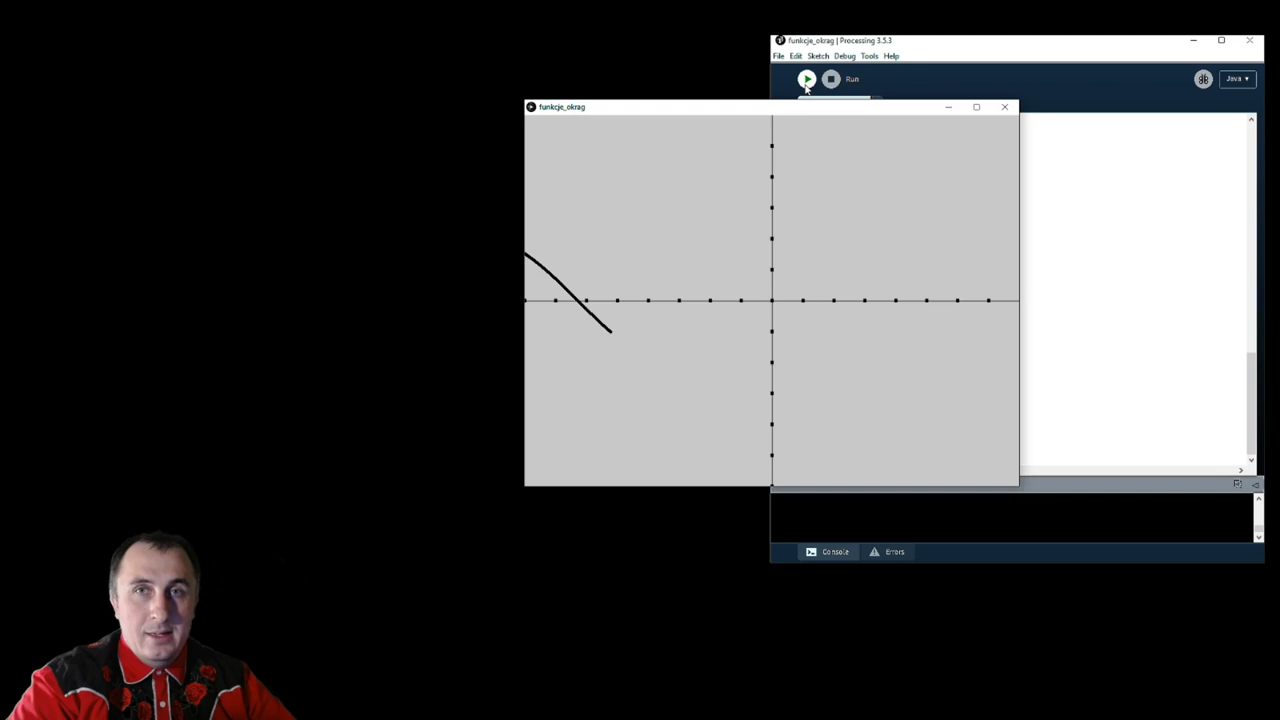 funkcje_okrag | Processing 3.5.3
File Edit Sketch Debug Tools Help
Run
Java ▾
funkcje_okrag
Console
Errors